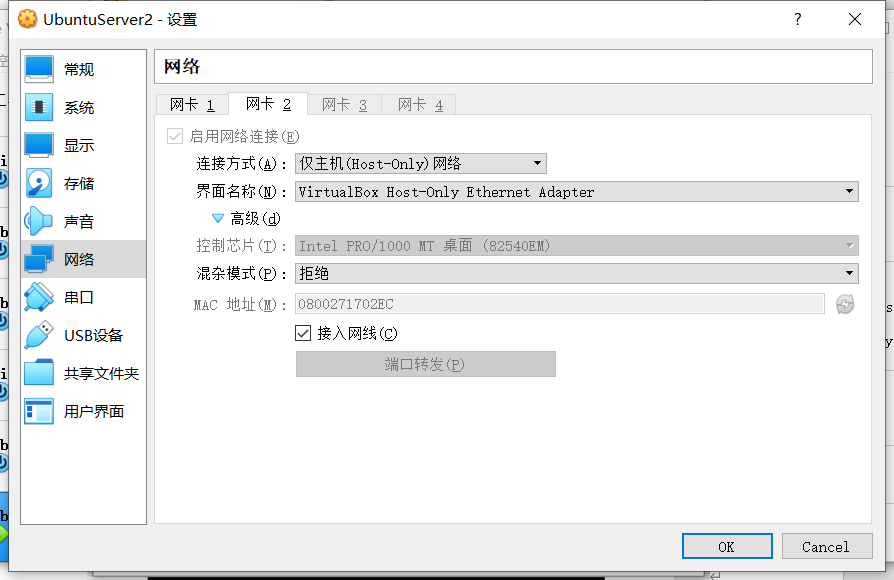 UbuntuServer2 - 设置
?
常规
系统
显示
存储
声音
网络
串口
USB设备
共享文件夹
用户界面
网络
网卡 1 网卡 2 网卡 3 网卡 4
启用网络连接(E)
连接方式(A): 仅主机(Host-Only)网络
界面名称(N): VirtualBox Host-Only Ethernet Adapter
高级(d)
控制芯片(T): Intel PRO/1000 MT 桌面 (82540EM)
混杂模式(P): 拒绝
MAC 地址(M): 0800271702EC
接入网线(C)
端口转发(P)
OK Cancel